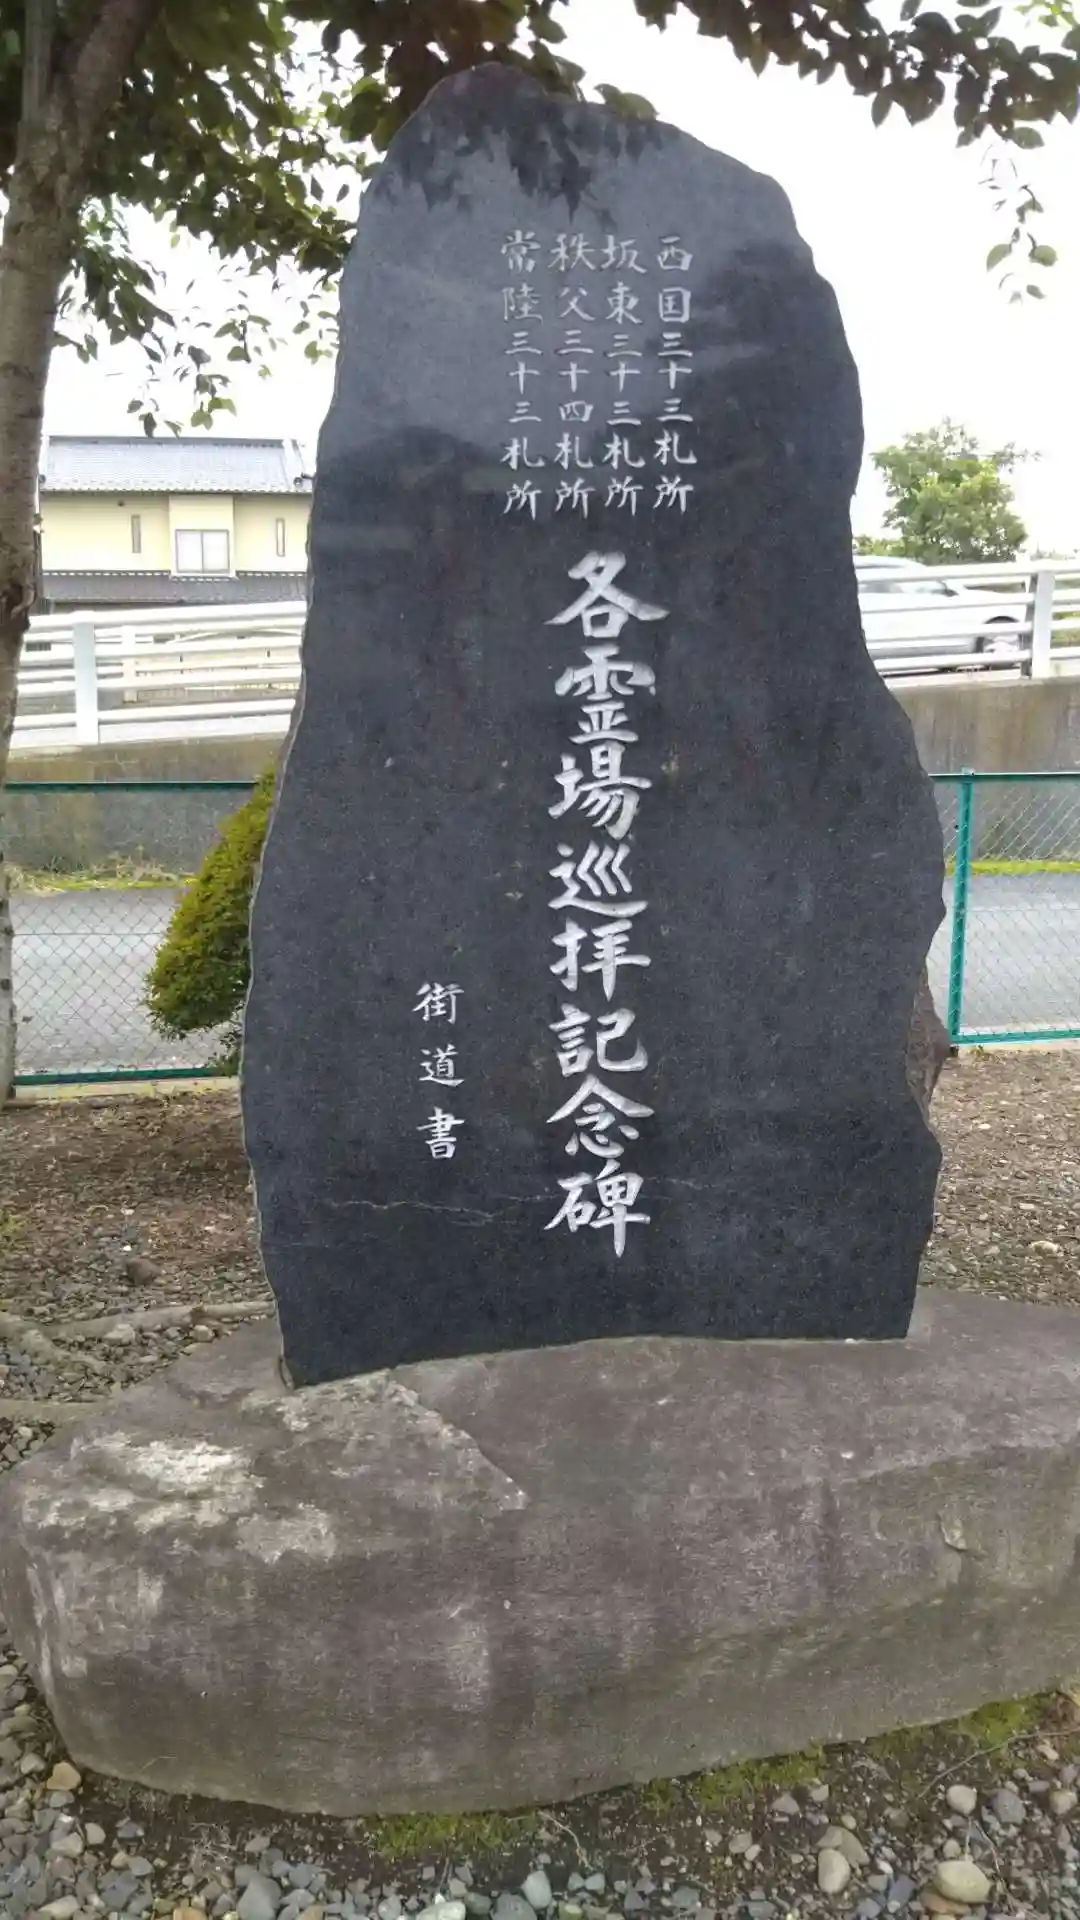 西国三十三札所
坂東三十三札所
秩父三十四札所
常陸三十三札所
各霊場巡拝記念碑
街道書